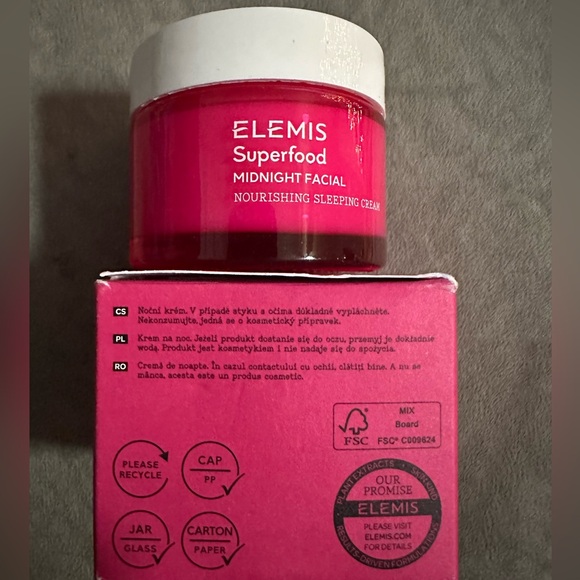 ELEMIS
Superfood
MIDNIGHT FACIAL
NOURISHING SLEEPING CREAM
CS Noční krém. V případě styku s očima důkladně vypláchněte.
Nekonzumujte, jedná se o kosmetický přípravek.
PL Krem na noc. Jeżeli produkt dostanie się do oczu, przemyj je dokładnie
wodą. Produkt jest kosmetykiem i nie nadaje się do spożycia.
RO Cremă de noapte. În cazul contactului cu ochii, clătiți bine. A nu se
mânca, acesta este un produs cosmetic.
FSC
MIX
Board
FSC® C009624
PLEASE
RECYCLE
CAP
PP
JAR
GLASS
CARTON
PAPER
PLANT EXTRACTS → SKIN
OUR
PROMISE
ELEMIS
PLEASE VISIT
ELEMIS.COM
FOR DETAILS
RESULTS-DRIVEN FORMULATIONS